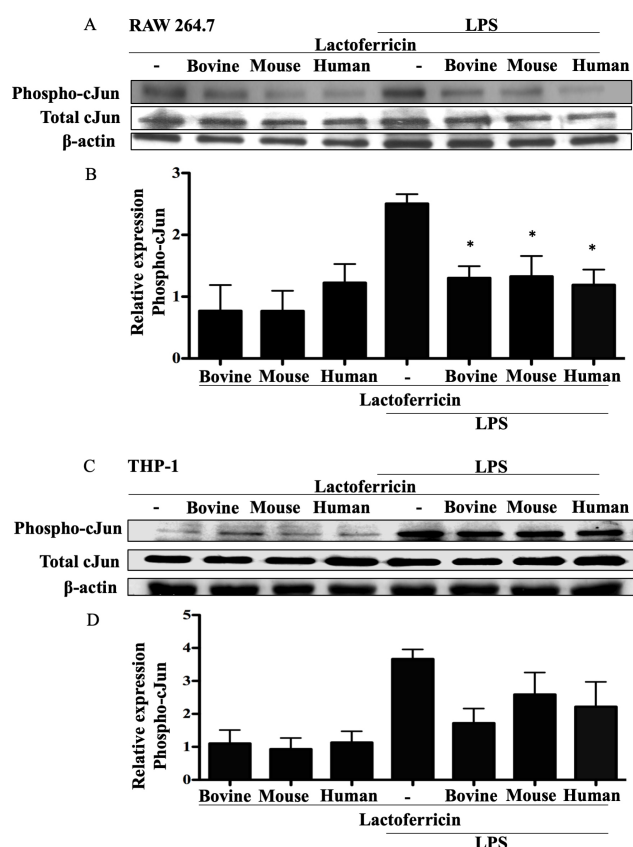 A RAW 264.7 LPS
Lactoferricin
- Bovine Mouse Human - Bovine Mouse Human
Phospho-cJun
Total cJun
β-actin
B
Relative expression
Phospho-cJun
3
2
1
0
* * *
Bovine Mouse Human - Bovine Mouse Human
Lactoferricin
LPS
C THP-1 LPS
Lactoferricin
- Bovine Mouse Human - Bovine Mouse Human
Phospho-cJun
Total cJun
β-actin
D
Relative expression
Phospho-cJun
5
4
3
2
1
0
Bovine Mouse Human - Bovine Mouse Human
Lactoferricin
LPS